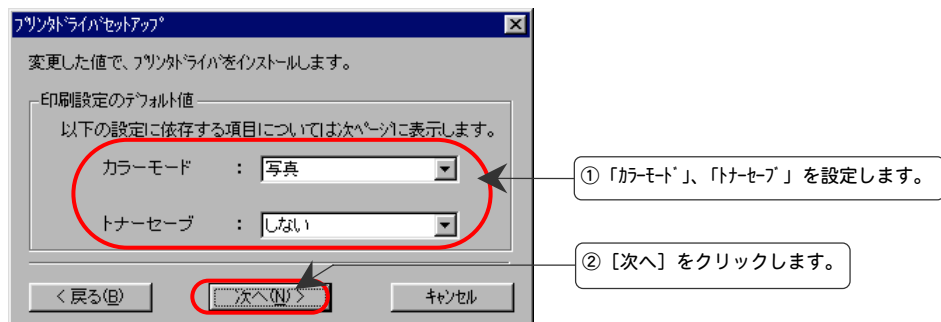 ﾌﾟﾘﾝﾀﾄﾞﾗｲﾊﾞｾｯﾄｱｯﾌﾟ
変更した値で、ﾌﾟﾘﾝﾀﾄﾞﾗｲﾊﾞをｲﾝｽﾄｰﾙします。
印刷設定のﾃﾞﾌｫﾙﾄ値
以下の設定に依存する項目については次ﾍﾟｰｼﾞに表示します。
カラーモード : 写真
トナーセーブ : しない
①「ｶﾗｰﾓｰﾄﾞ」、「ﾄﾅｰｾｰﾌﾞ」を設定します。
②［次へ］をクリックします。
< 戻る(B) 次へ(N) > ｷｬﾝｾﾙ